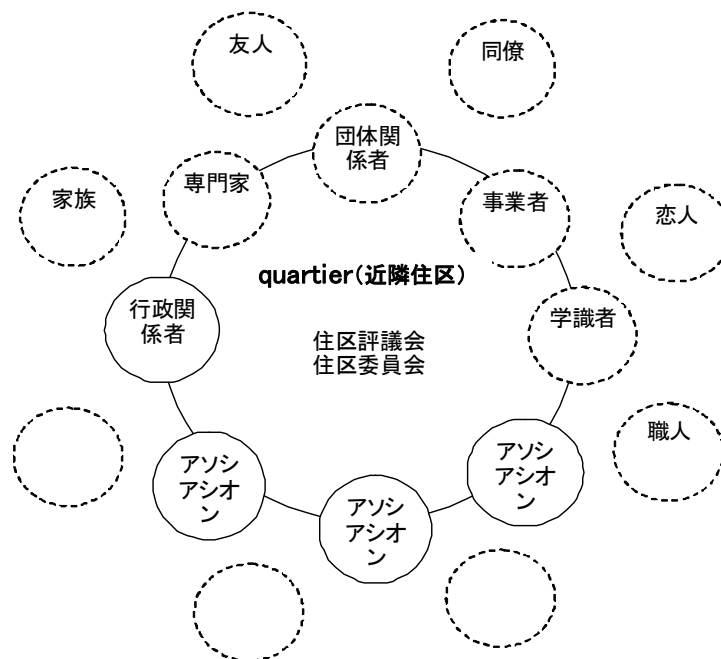 友人
同僚
団体関
係者
専門家
事業者
家族
恋人
quartier(近隣住区)
行政関
係者
学識者
住区評議会
住区委員会
職人
アソシ
アシオ
ン
アソシ
アシオ
ン
アソシ
アシオ
ン